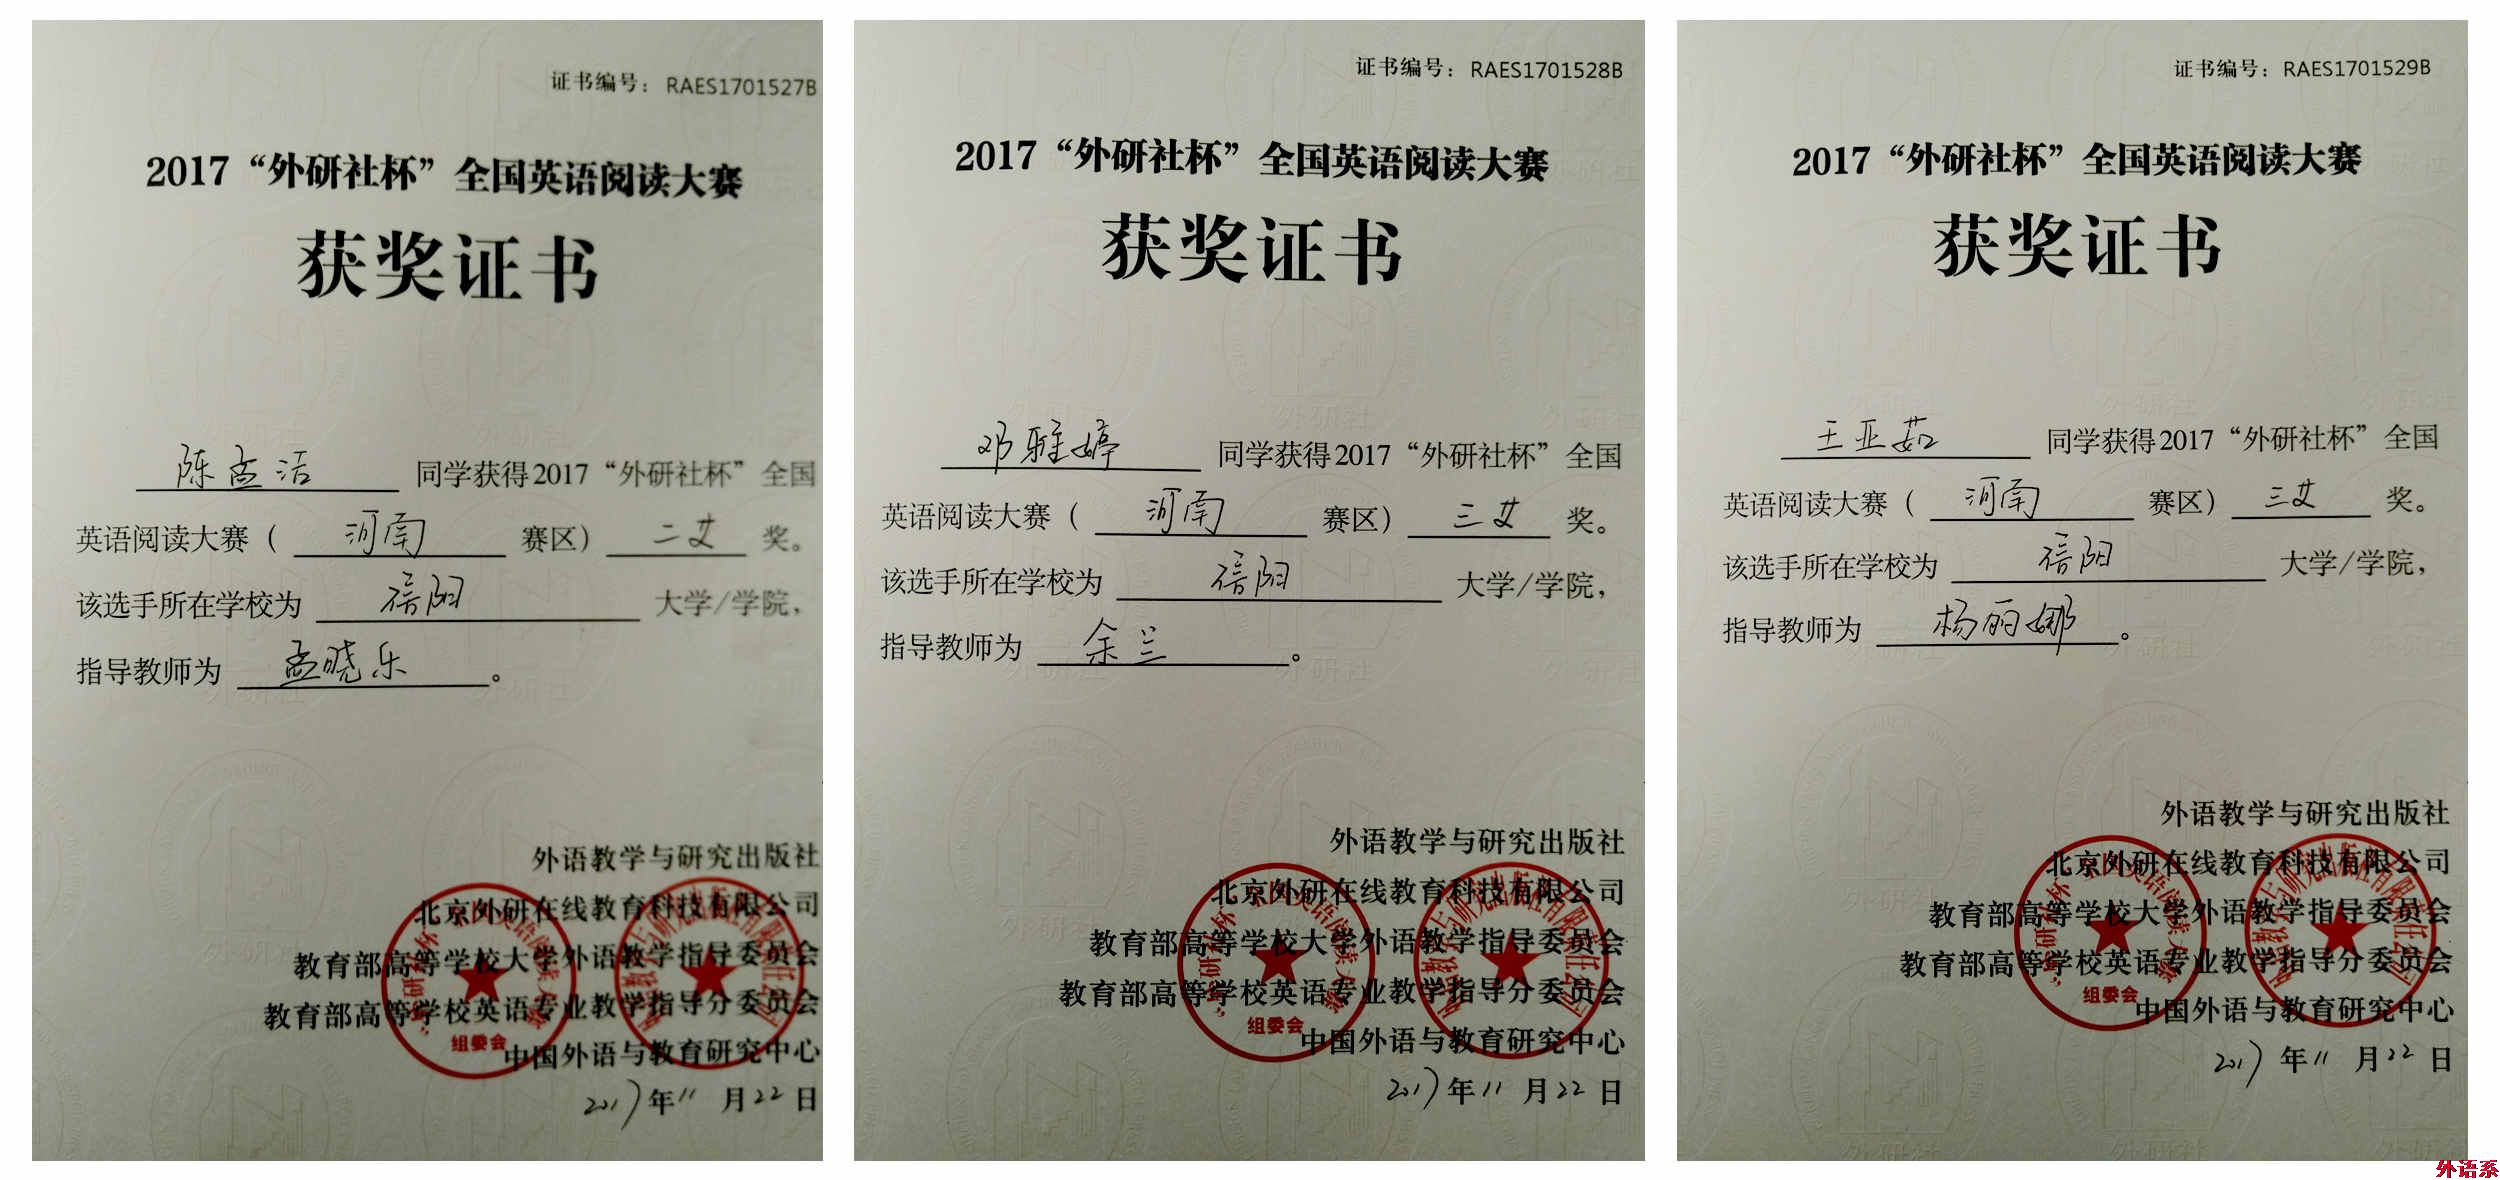 证书编号：RAES1701527B
2017“外研社杯”全国英语阅读大赛
获奖证书
陈孟洁 同学获得2017“外研社杯”全国
英语阅读大赛（ 河南 赛区） 二等 奖。
该选手所在学校为 信阳 大学/学院，
指导教师为 孟晓乐 。
外语教学与研究出版社
北京外研在线教育科技有限公司
教育部高等学校大学外语教学指导委员会
教育部高等学校英语专业教学指导分委员会
组委会
中国外语与教育研究中心
2017年11月22日
证书编号：RAES1701528B
2017“外研社杯”全国英语阅读大赛
获奖证书
邓雅婷 同学获得2017“外研社杯”全国
英语阅读大赛（ 河南 赛区） 三等 奖。
该选手所在学校为 信阳 大学/学院，
指导教师为 余兰 。
外语教学与研究出版社
北京外研在线教育科技有限公司
教育部高等学校大学外语教学指导委员会
教育部高等学校英语专业教学指导分委员会
组委会
中国外语与教育研究中心
2017年11月22日
证书编号：RAES1701529B
2017“外研社杯”全国英语阅读大赛
获奖证书
王亚茹 同学获得2017“外研社杯”全国
英语阅读大赛（ 河南 赛区） 三等 奖。
该选手所在学校为 信阳 大学/学院，
指导教师为 杨丽娜 。
外语教学与研究出版社
北京外研在线教育科技有限公司
教育部高等学校大学外语教学指导委员会
教育部高等学校英语专业教学指导分委员会
组委会
中国外语与教育研究中心
2017年11月22日
外语系